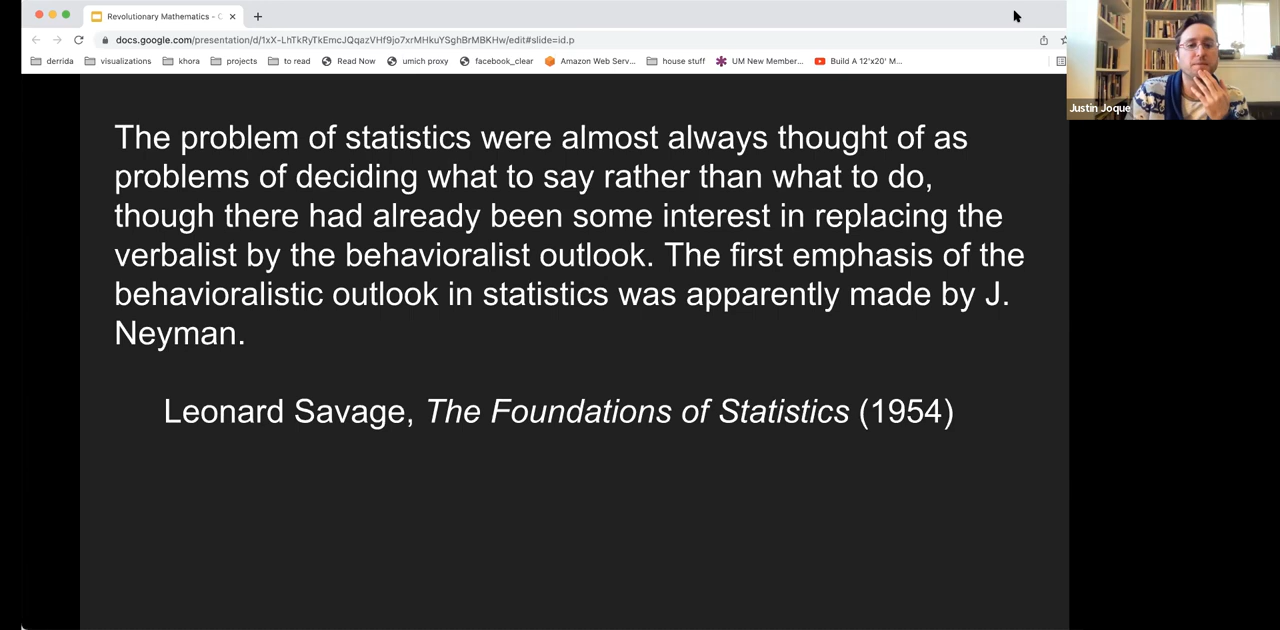 Revolutionary Mathematics - C
docs.google.com/presentation/d/1xX-LhTkRyTkEmcJQqazVHf9jo7xrMHkuYSghBrMBKHw/edit#slide=id.p
derrida visualizations khora projects to read Read Now umich proxy facebook_clear Amazon Web Serv... house stuff UM New Member... Build A 12'x20' M...
Justin Joque
The problem of statistics were almost always thought of as
problems of deciding what to say rather than what to do,
though there had already been some interest in replacing the
verbalist by the behavioralist outlook. The first emphasis of the
behavioralistic outlook in statistics was apparently made by J.
Neyman.
Leonard Savage, The Foundations of Statistics (1954)